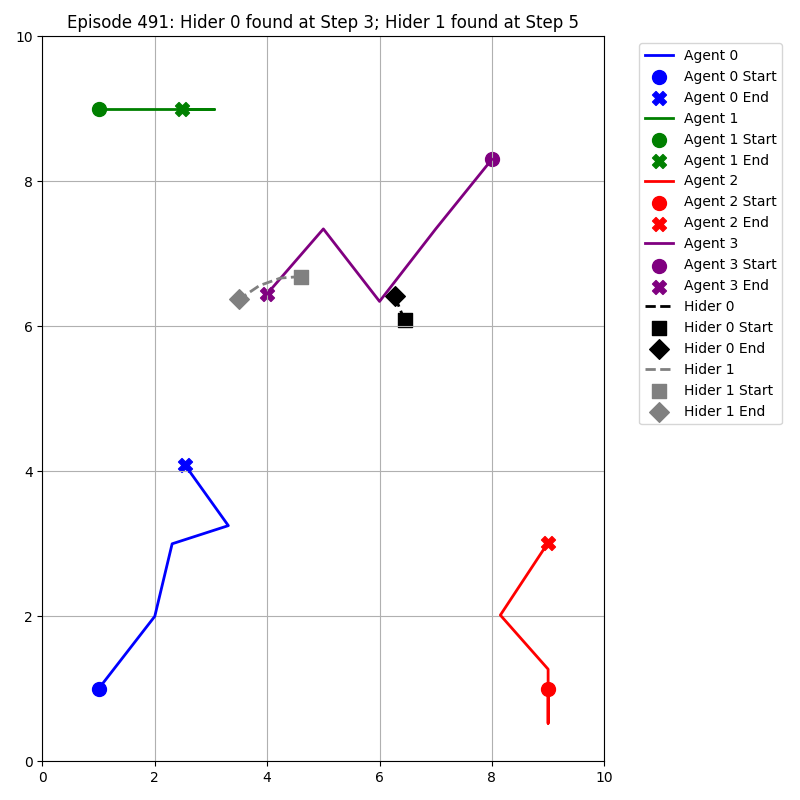 Episode 491: Hider 0 found at Step 3; Hider 1 found at Step 5
10
8
6
4
2
0
0 2 4 6 8 10
Agent 0
Agent 0 Start
Agent 0 End
Agent 1
Agent 1 Start
Agent 1 End
Agent 2
Agent 2 Start
Agent 2 End
Agent 3
Agent 3 Start
Agent 3 End
Hider 0
Hider 0 Start
Hider 0 End
Hider 1
Hider 1 Start
Hider 1 End